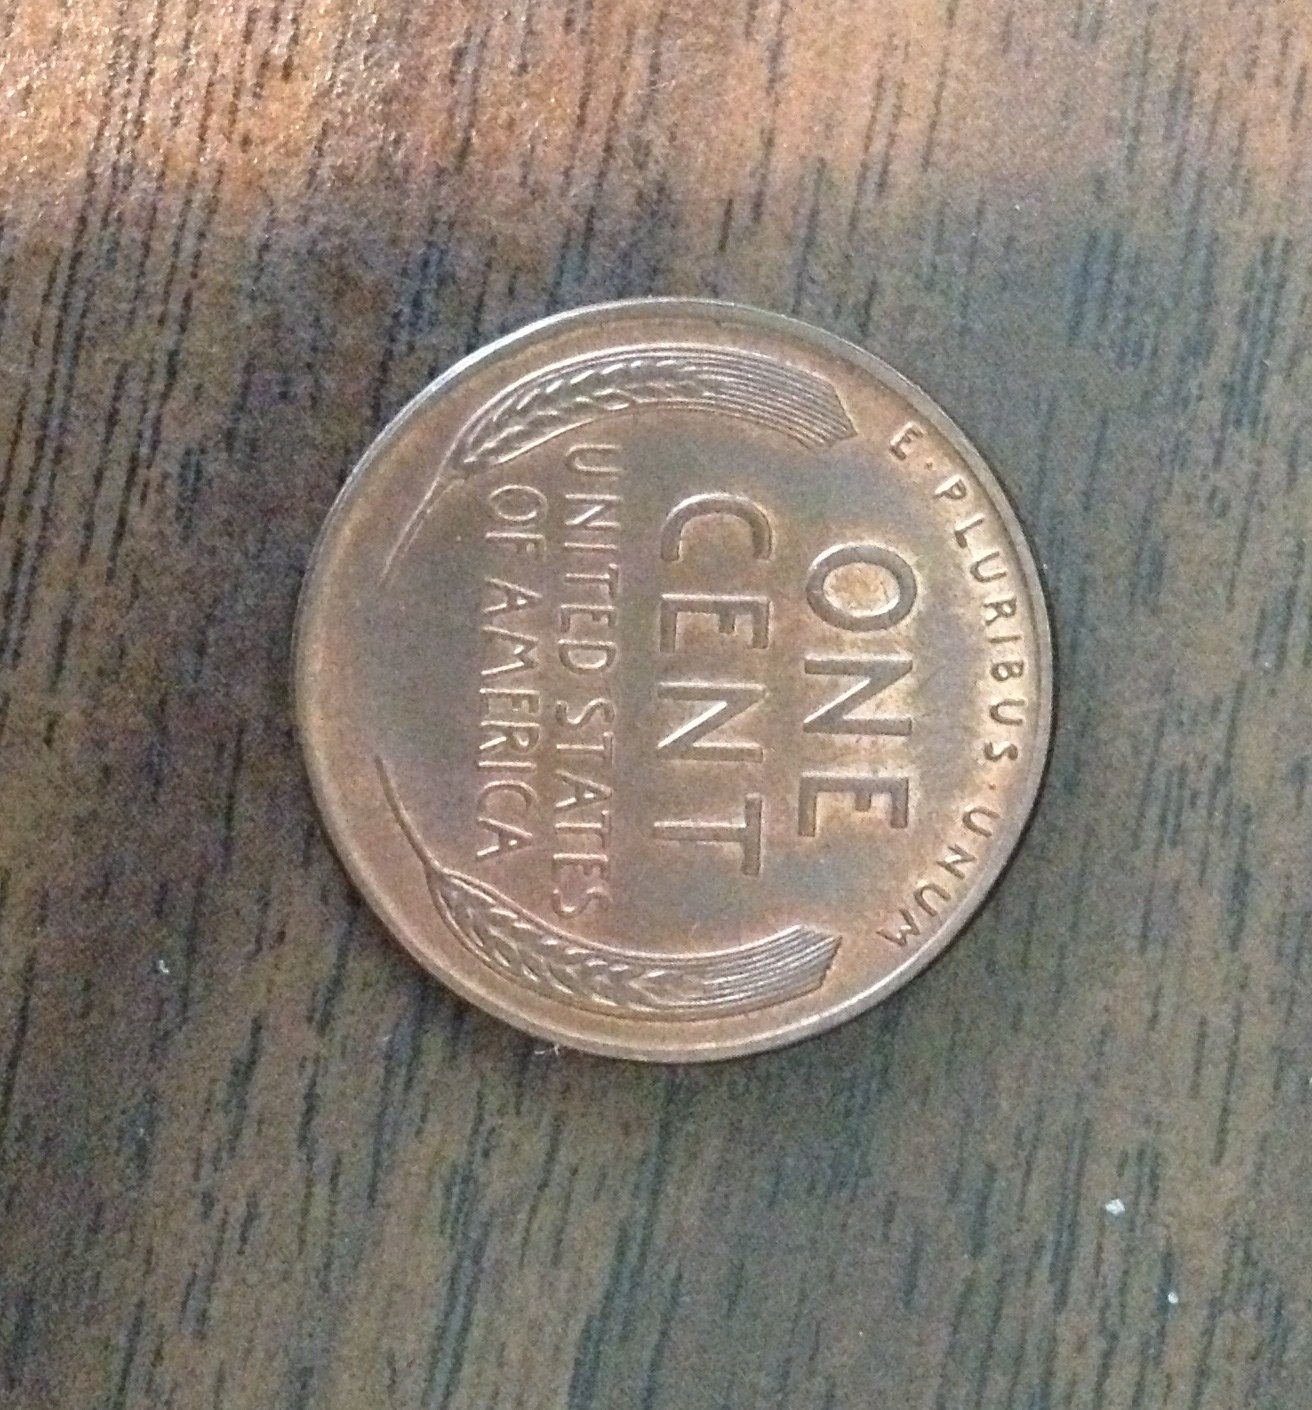 E·PLURIBUS·UNUM
ONE
CENT
UNITED STATES
OF AMERICA